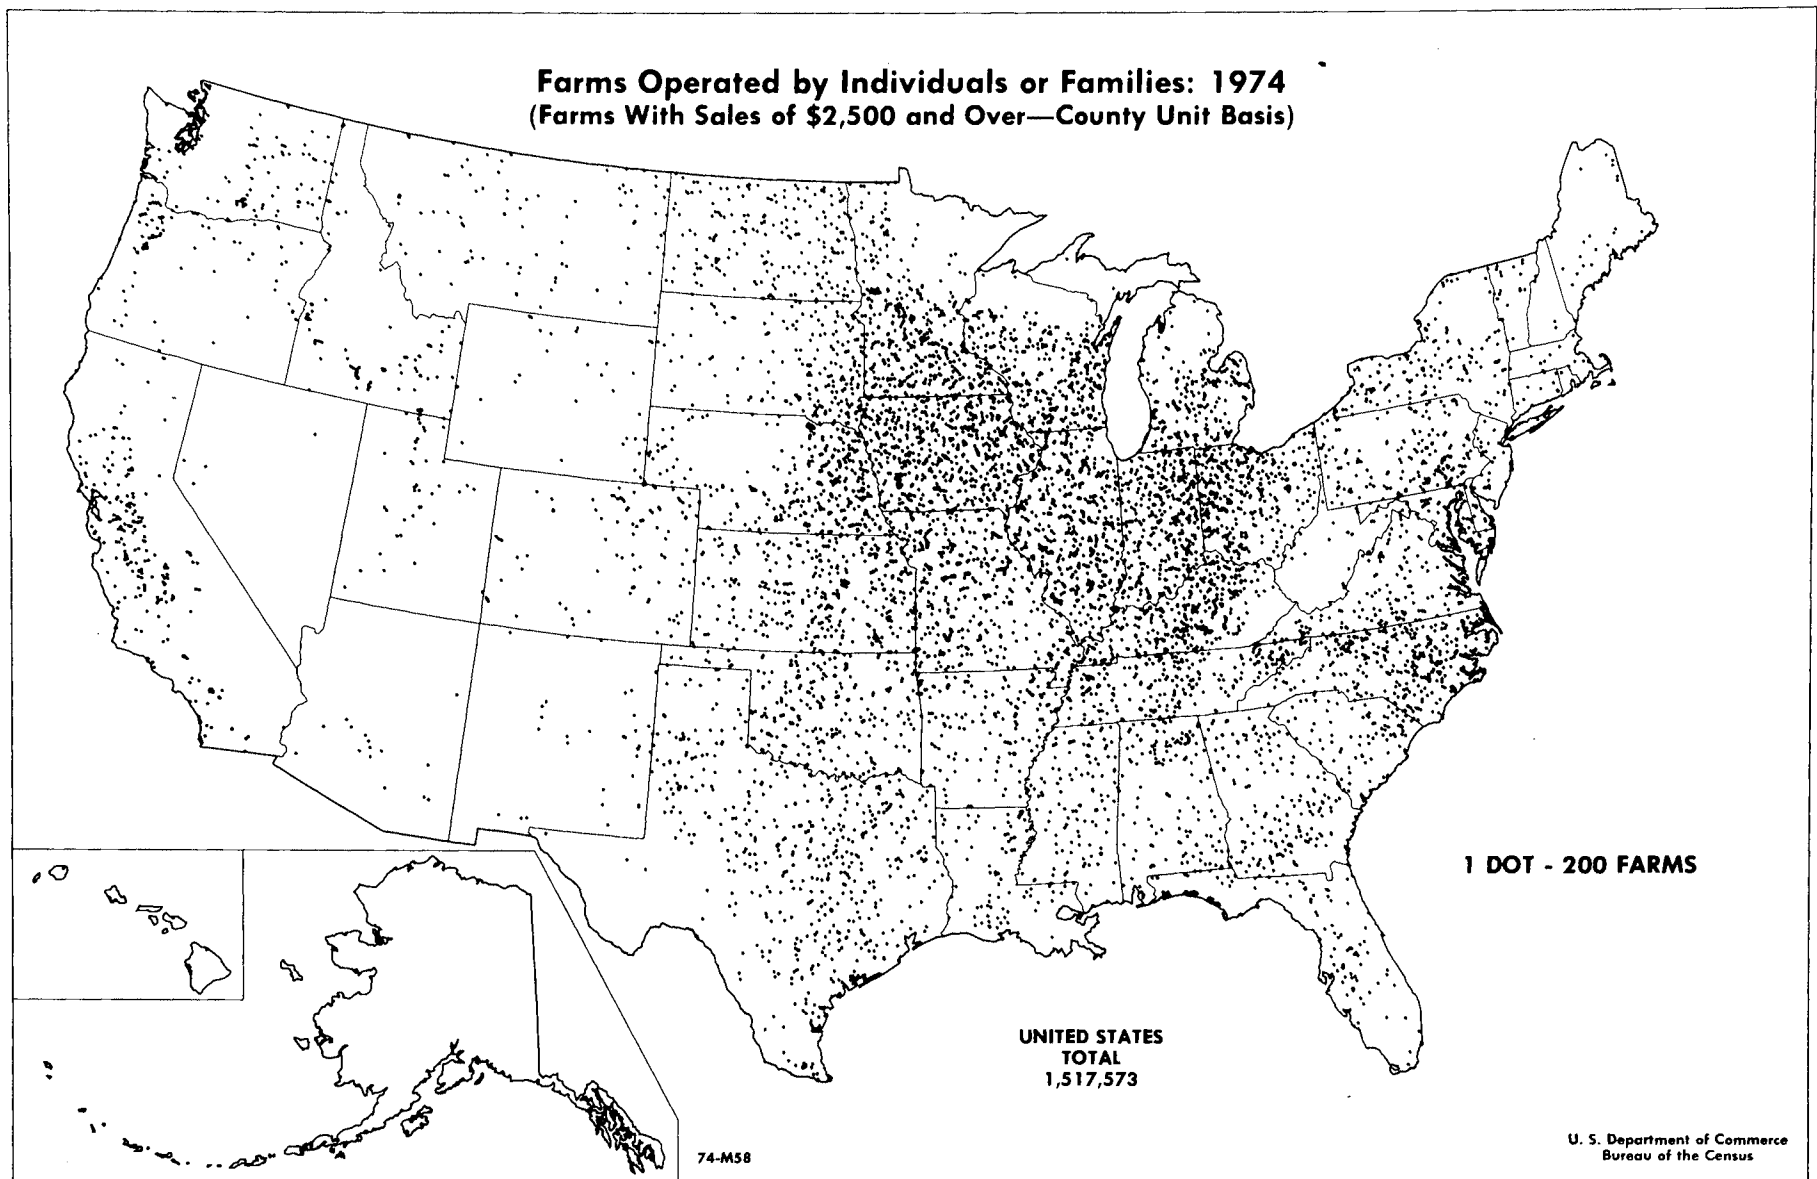 Farms Operated by Individuals or Families: 1974
(Farms With Sales of $2,500 and Over—County Unit Basis)
1 DOT - 200 FARMS
UNITED STATES
TOTAL
1,517,573
74-M58
U. S. Department of Commerce
Bureau of the Census